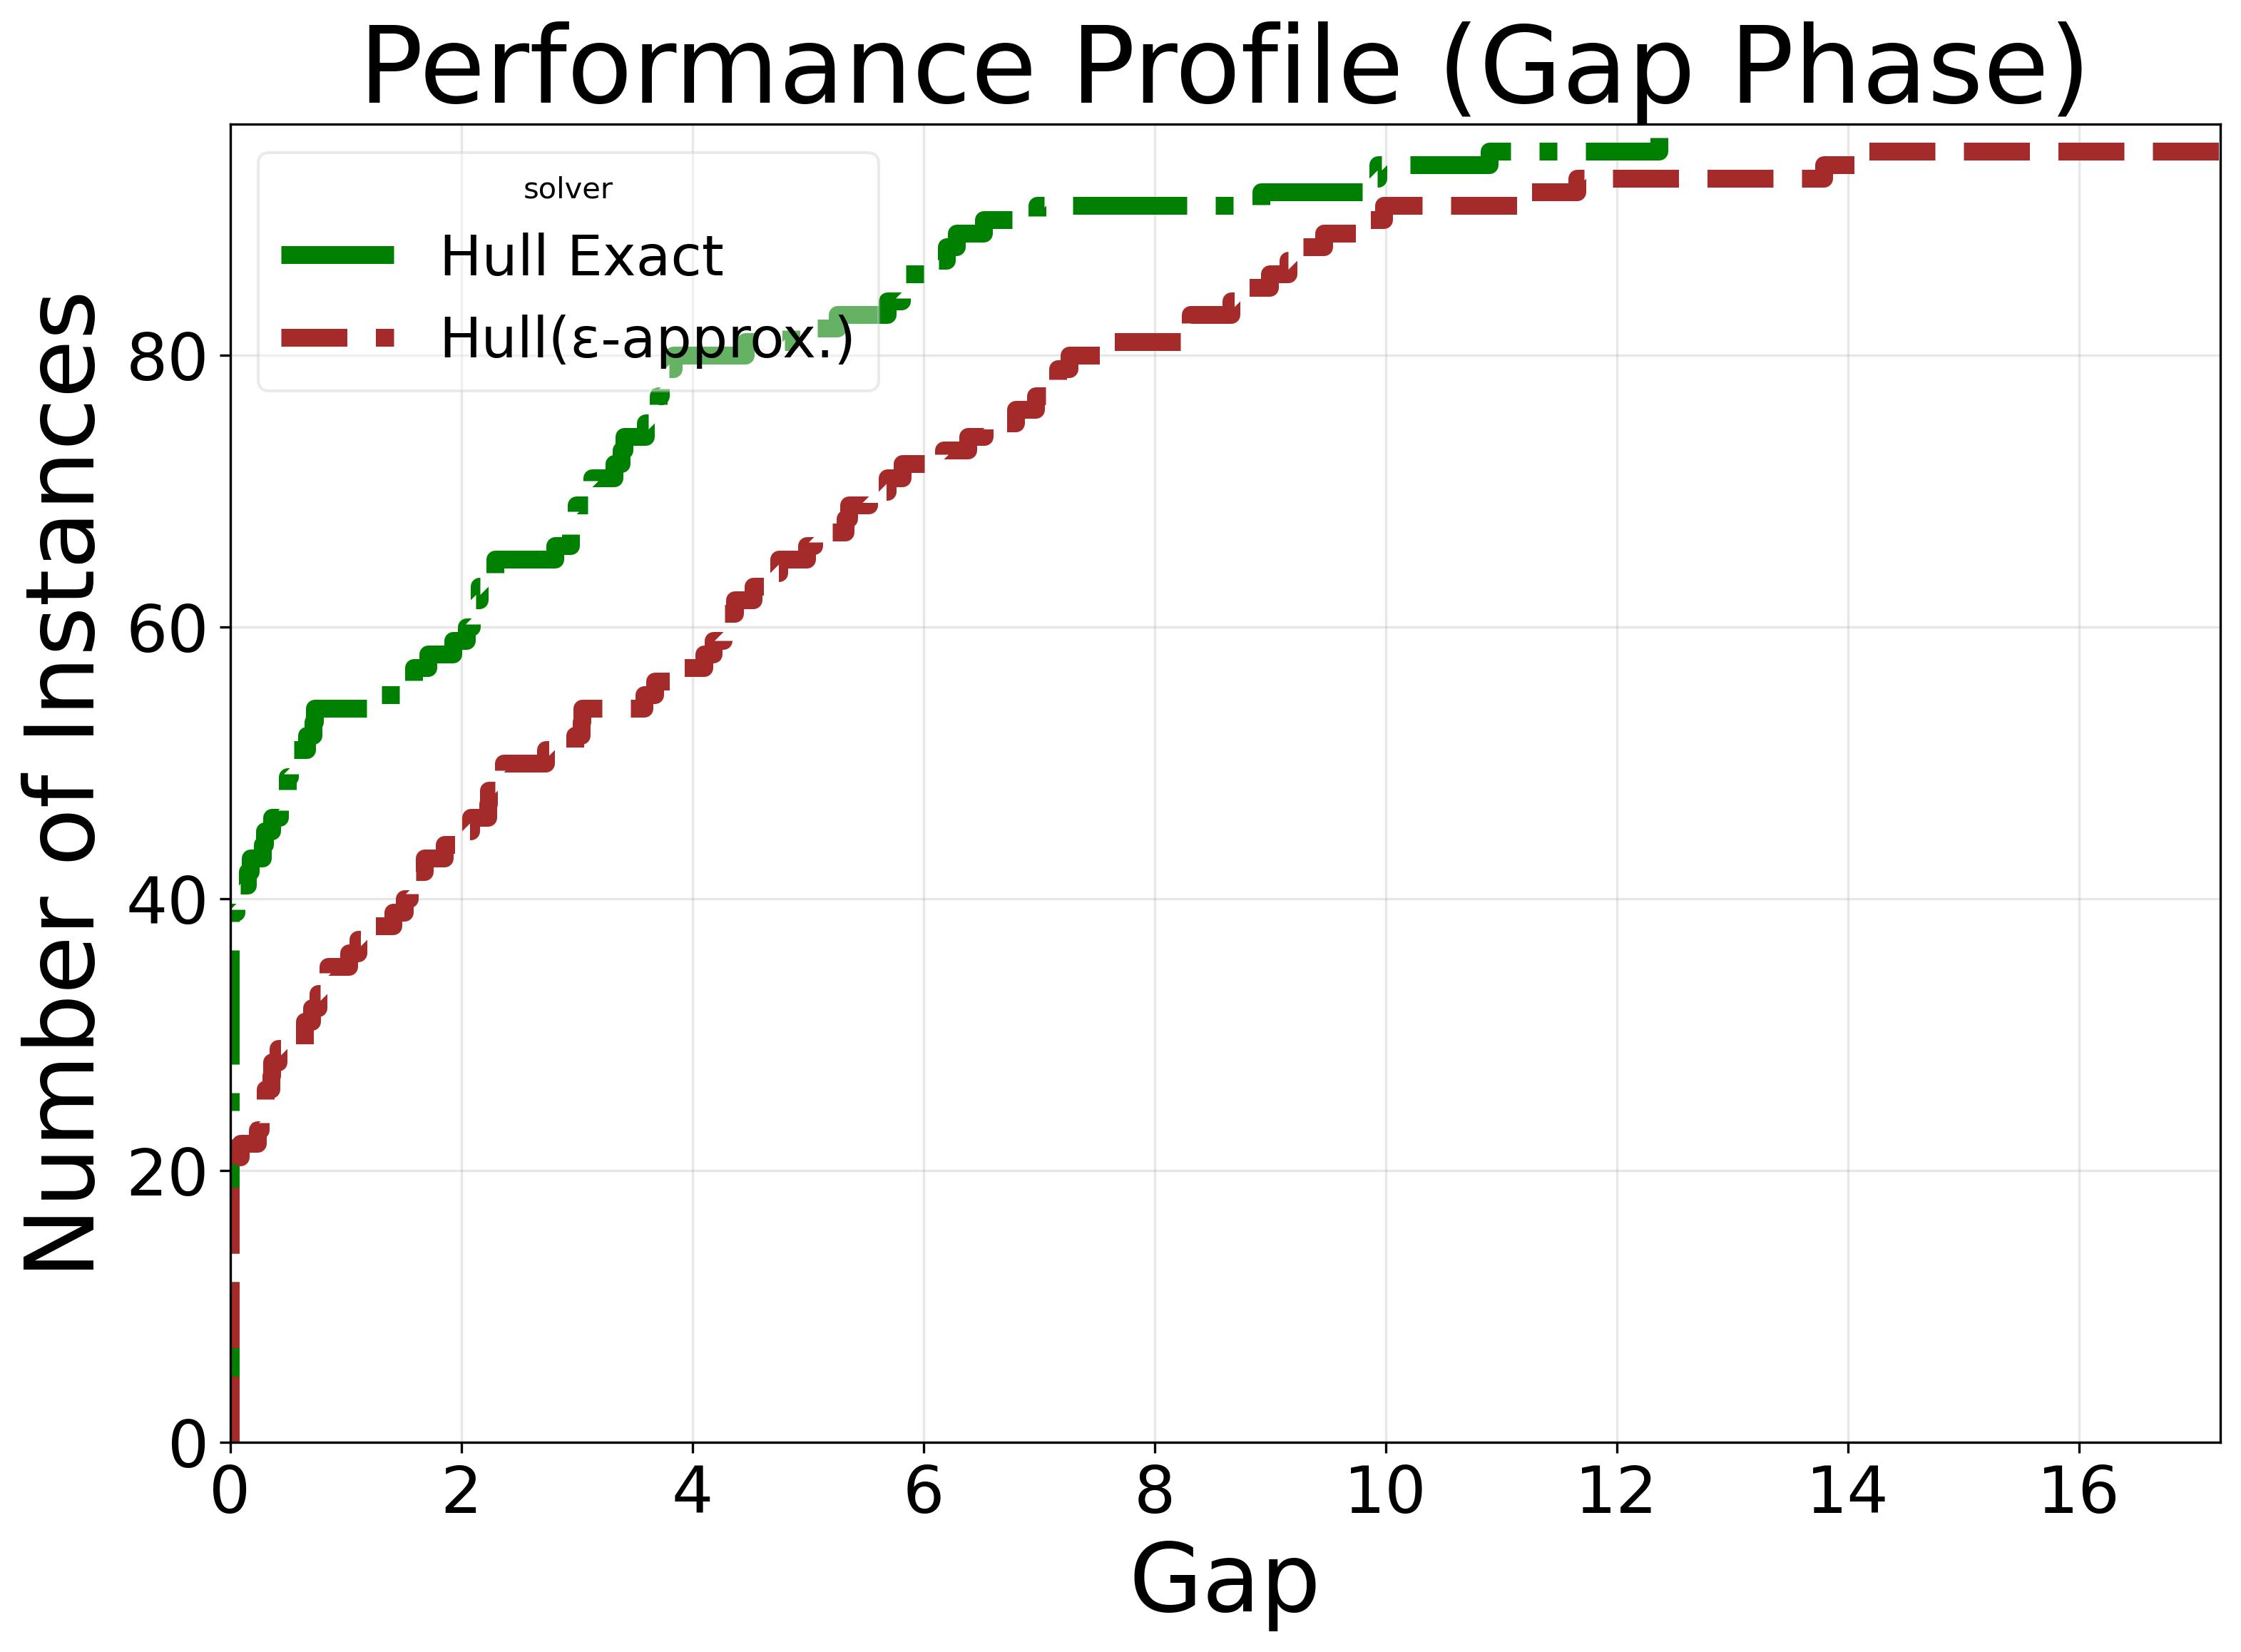 Performance Profile (Gap Phase)
solver
Hull Exact
Hull(ε-approx.)
Number of Instances
80
60
40
20
0
0 2 4 6 8 10 12 14 16
Gap